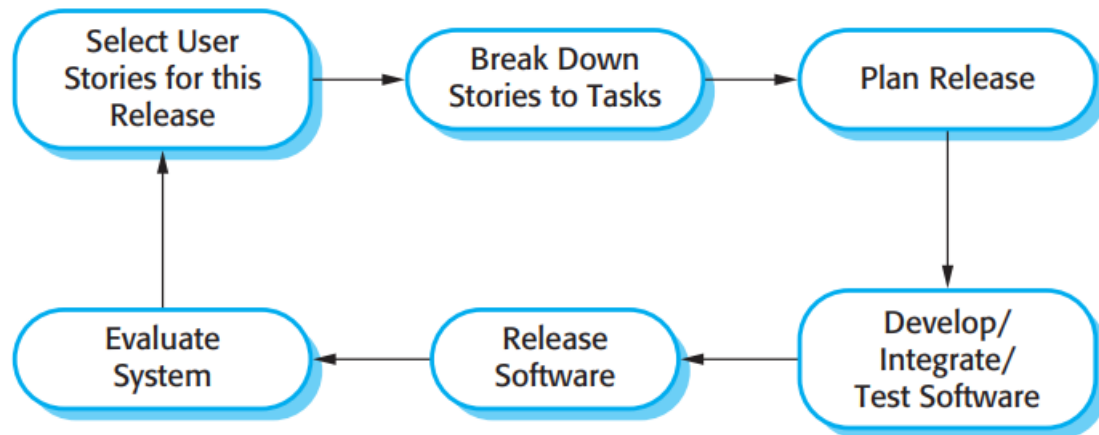 Select User
Stories for this
Release
Break Down
Stories to Tasks
Plan Release
Develop/
Integrate/
Test Software
Release
Software
Evaluate
System